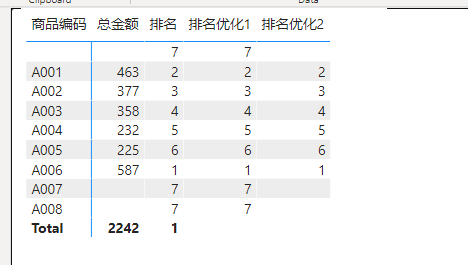 Clipboard Data
商品编码 总金额 排名 排名优化1 排名优化2
7 7
A001 463 2 2 2
A002 377 3 3 3
A003 358 4 4 4
A004 232 5 5 5
A005 225 6 6 6
A006 587 1 1 1
A007 7 7
A008 7 7
Total 2242 1